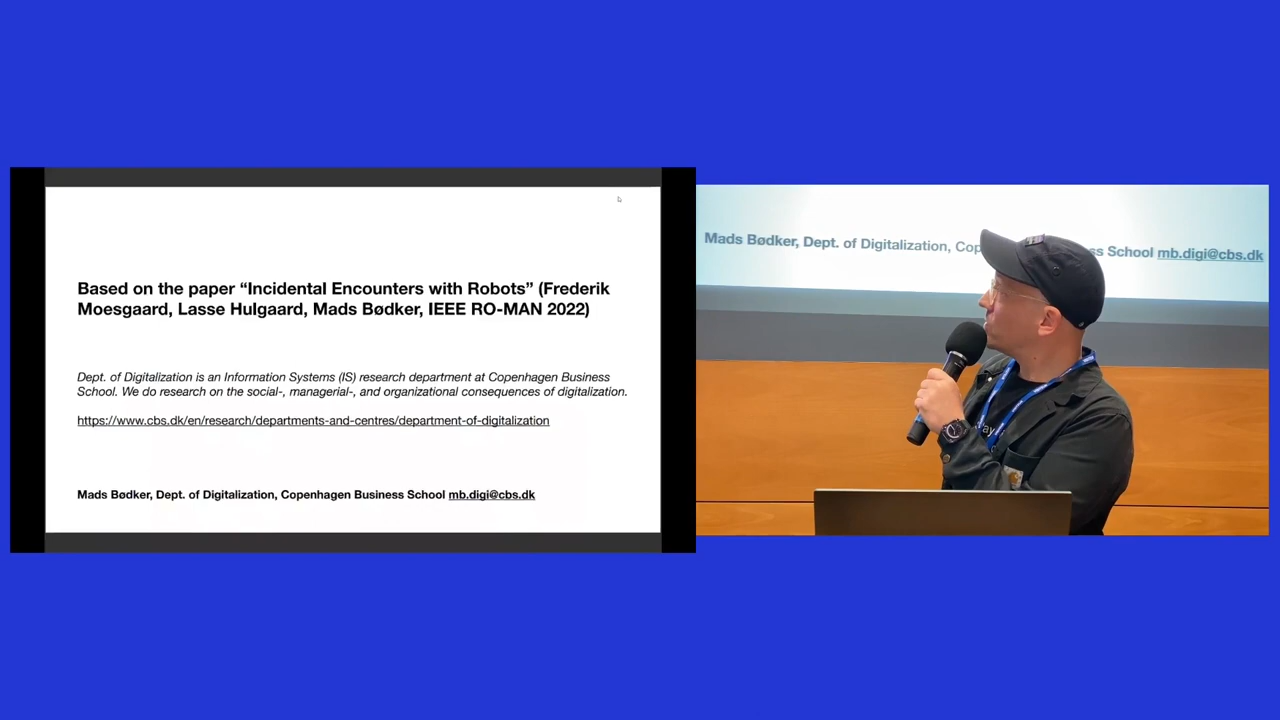 Based on the paper “Incidental Encounters with Robots” (Frederik
Moesgaard, Lasse Hulgaard, Mads Bødker, IEEE RO-MAN 2022)
Dept. of Digitalization is an Information Systems (IS) research department at Copenhagen Business
School. We do research on the social-, managerial-, and organizational consequences of digitalization.
https://www.cbs.dk/en/research/departments-and-centres/department-of-digitalization
Mads Bødker, Dept. of Digitalization, Copenhagen Business School mb.digi@cbs.dk
Mads Bødker, Dept. of Digitalization, Cop ss School mb.digi@cbs.dk